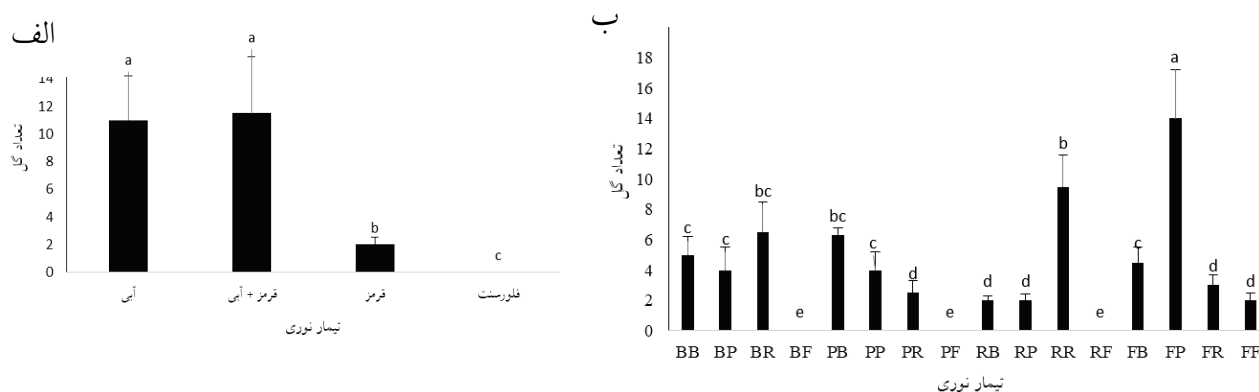 الف
a
a
b
c
14
12
10
8
6
4
2
0
تعداد گل
آبی
قرمز + آبی
قرمز
فلورسنت
تیمار نوری
ب
18
16
14
12
10
8
6
4
2
0
تعداد گل
c
c
bc
e
bc
c
d
e
d
d
b
e
c
a
d
d
BB BP BR BF PB PP PR PF RB RP RR RF FB FP FR FF
تیمار نوری